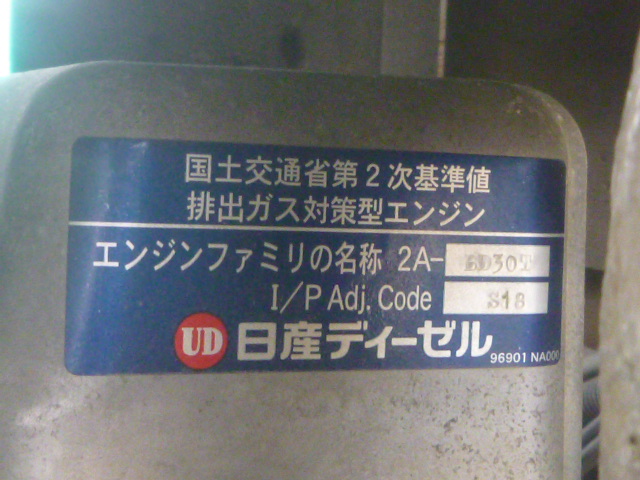 国土交通省第2次基準値
排出ガス対策型エンジン
エンジンファミリの名称 2A-BD30T
I/P Adj. Code S18
UD 日産ディーゼル
96901 NA000